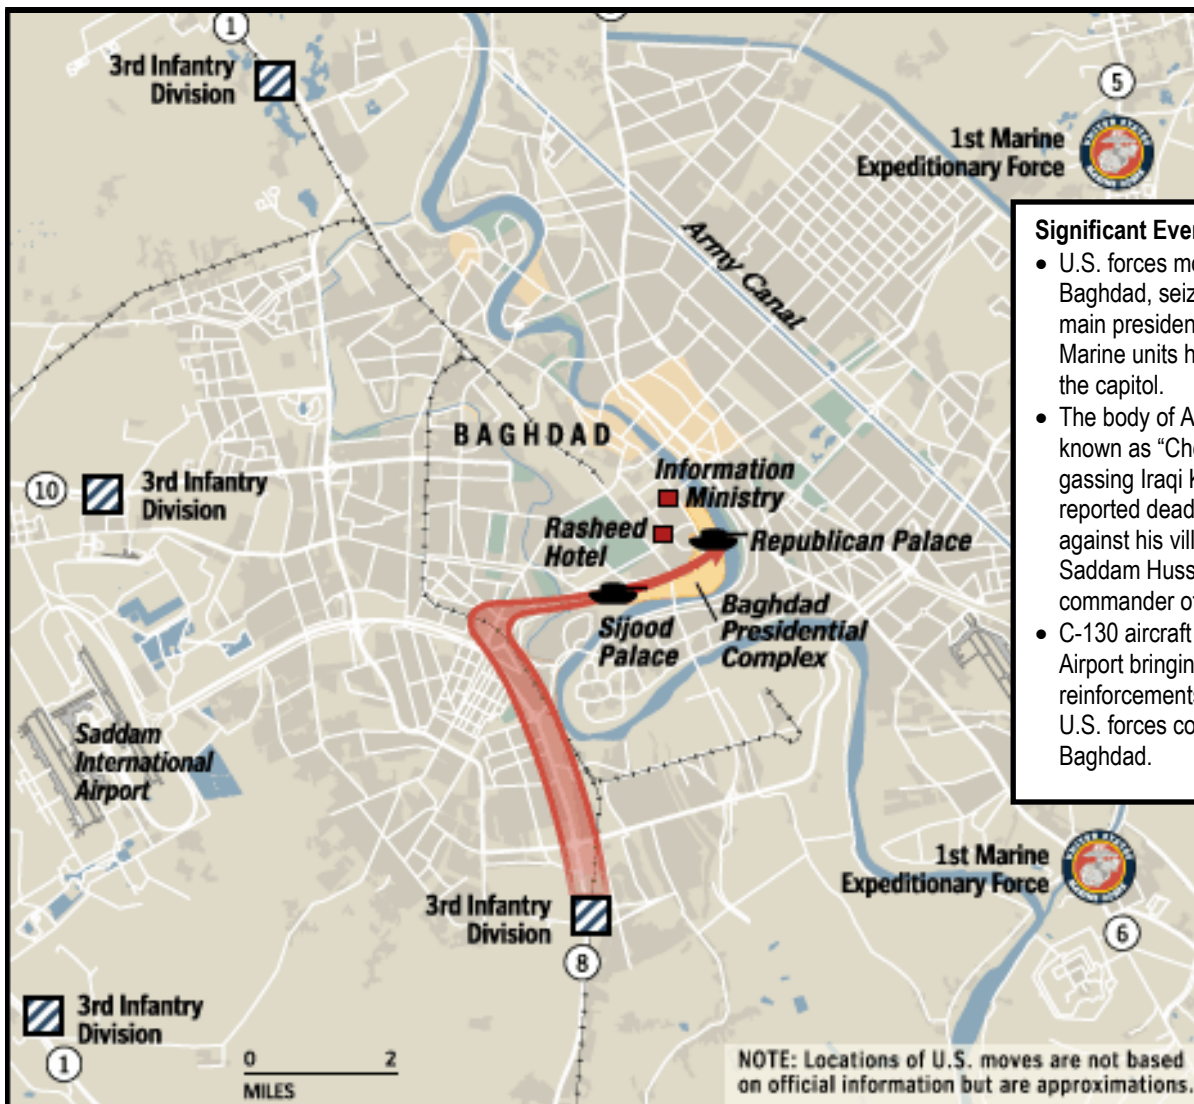 1
3rd Infantry
Division
5
1st Marine
Expeditionary Force
Army Canal
BAGHDAD
10
3rd Infantry
Division
Information
Ministry
Rasheed
Hotel
Republican Palace
Sijood
Palace
Baghdad
Presidential
Complex
Saddam
International
Airport
3rd Infantry
Division
8
1st Marine
Expeditionary Force
6
3rd Infantry
Division
1
0 2
MILES
NOTE: Locations of U.S. moves are not based
on official information but are approximations.
Significant Ever
• U.S. forces mo
Baghdad, seiz
main presiden
Marine units h
the capitol.
• The body of A
known as “Che
gassing Iraqi K
reported dead
against his vill
Saddam Huss
commander of
• C-130 aircraft
Airport bringin
reinforcements
U.S. forces co
Baghdad.